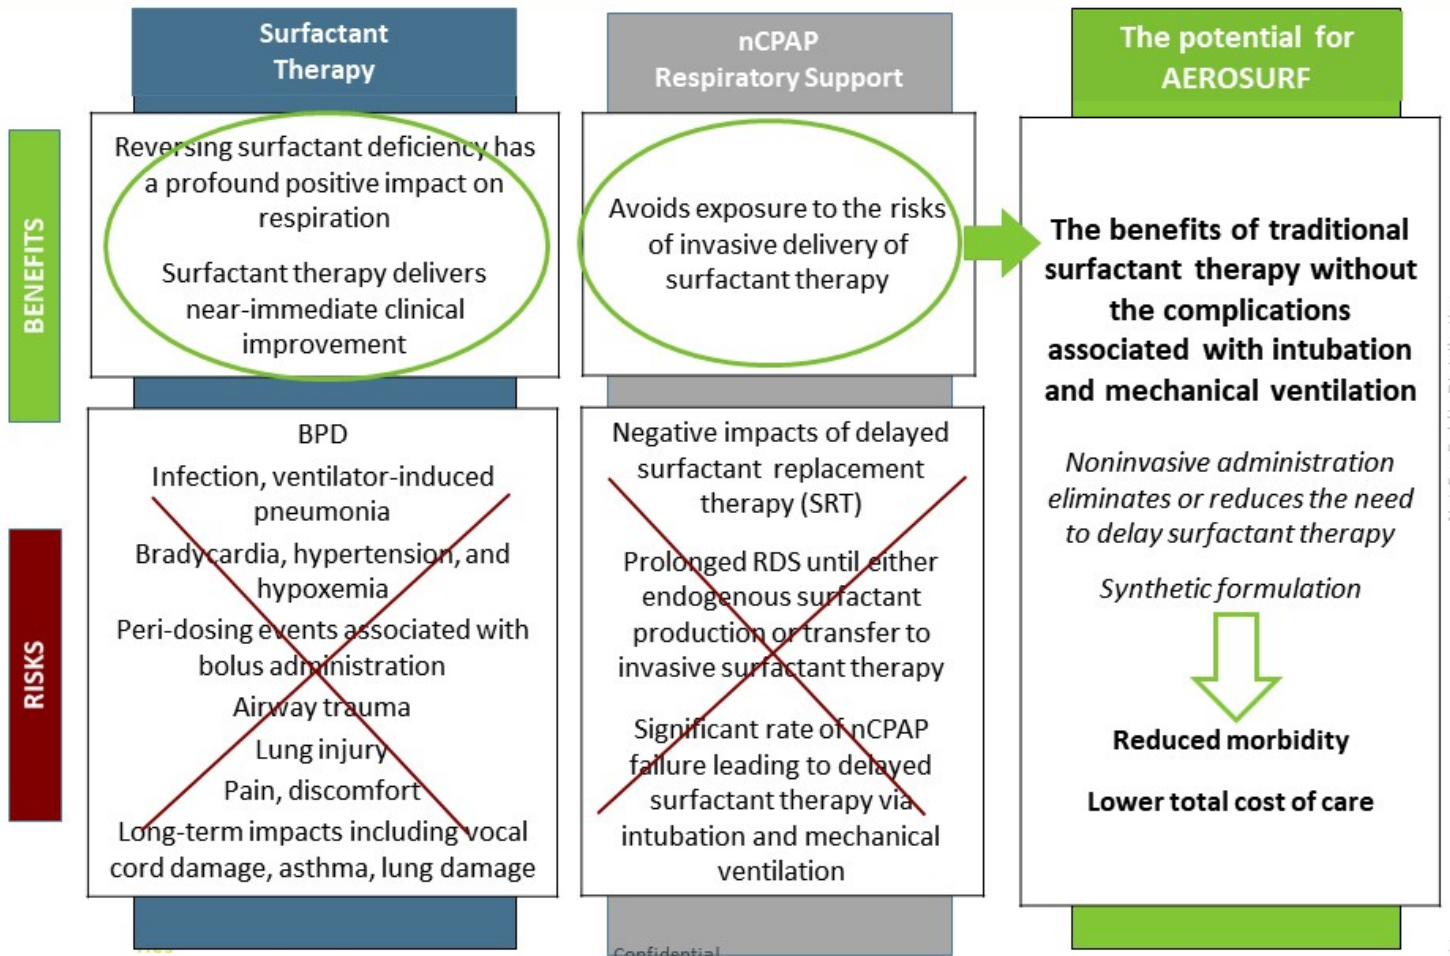 Surfactant
Therapy
nCPAP
Respiratory Support
The potential for
AEROSURF
BENEFITS
Reversing surfactant deficiency has
a profound positive impact on
respiration
Surfactant therapy delivers
near-immediate clinical
improvement
Avoids exposure to the risks
of invasive delivery of
surfactant therapy
The benefits of traditional
surfactant therapy without
the complications
associated with intubation
and mechanical ventilation
Noninvasive administration
eliminates or reduces the need
to delay surfactant therapy
Synthetic formulation
Reduced morbidity
Lower total cost of care
RISKS
BPD
Infection, ventilator-induced
pneumonia
Bradycardia, hypertension, and
hypoxemia
Peri-dosing events associated with
bolus administration
Airway trauma
Lung injury
Pain, discomfort
Long-term impacts including vocal
cord damage, asthma, lung damage
Negative impacts of delayed
surfactant replacement
therapy (SRT)
Prolonged RDS until either
endogenous surfactant
production or transfer to
invasive surfactant therapy
Significant rate of nCPAP
failure leading to delayed
surfactant therapy via
intubation and mechanical
ventilation
Confidential